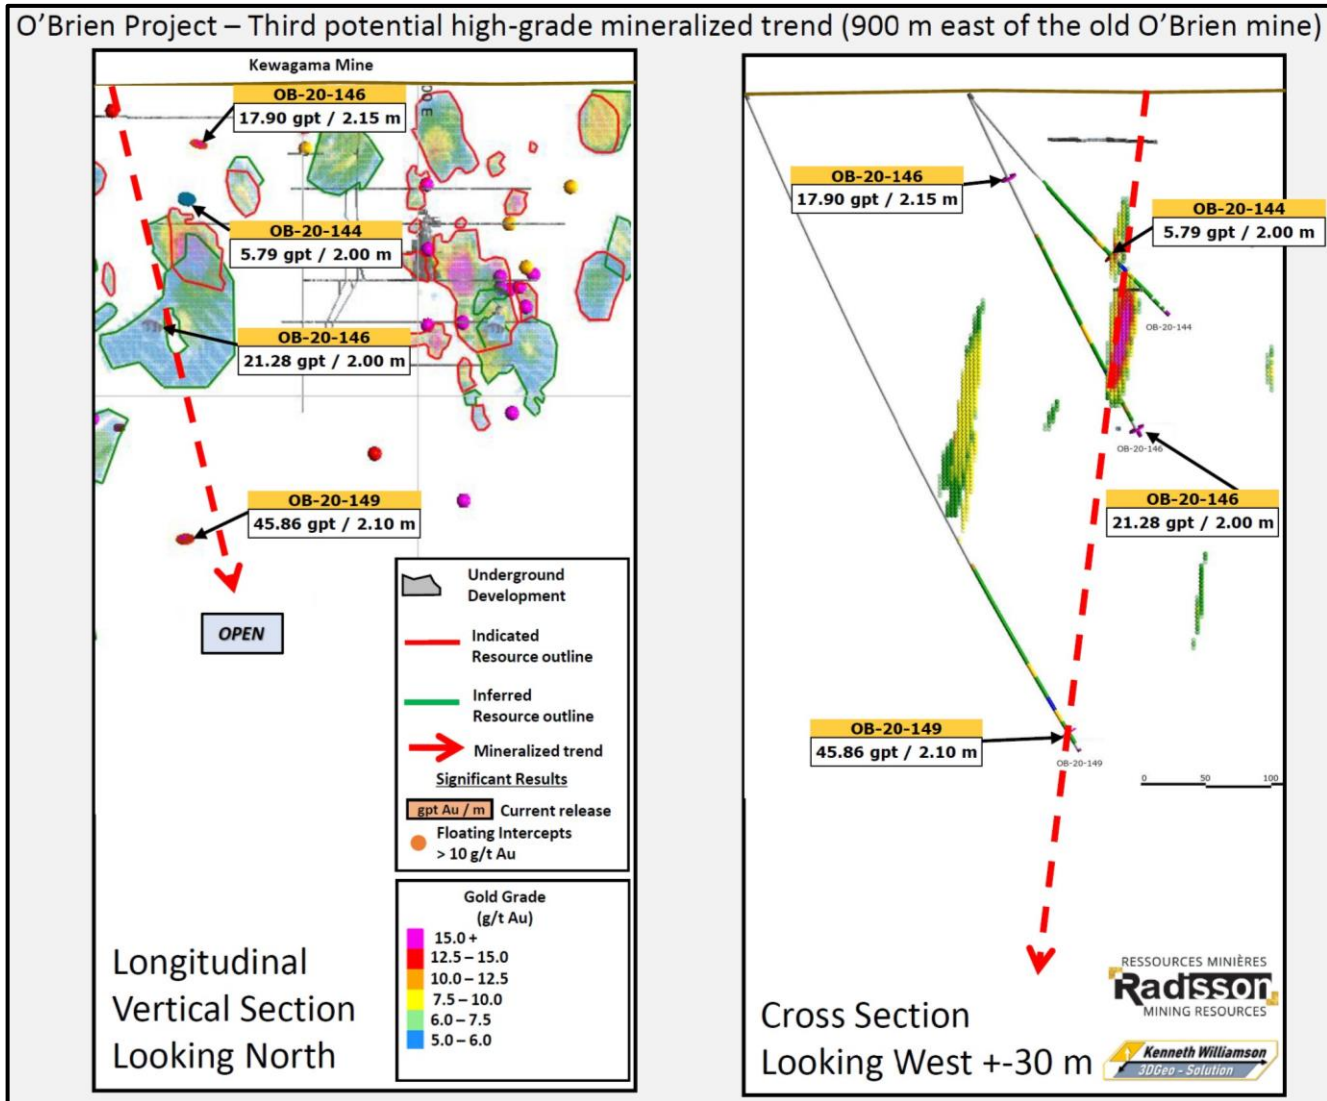 O'Brien Project – Third potential high-grade mineralized trend (900 m east of the old O'Brien mine)
Kewagama Mine
OB-20-146
17.90 gpt / 2.15 m
OB-20-144
5.79 gpt / 2.00 m
OB-20-146
21.28 gpt / 2.00 m
OB-20-149
45.86 gpt / 2.10 m
OPEN
Underground
Development
Indicated
Resource outline
Inferred
Resource outline
Mineralized trend
Significant Results
gpt Au / m Current release
Floating Intercepts
> 10 g/t Au
Gold Grade
(g/t Au)
15.0 +
12.5 – 15.0
10.0 – 12.5
7.5 – 10.0
6.0 – 7.5
5.0 – 6.0
Longitudinal
Vertical Section
Looking North
OB-20-146
17.90 gpt / 2.15 m
OB-20-144
5.79 gpt / 2.00 m
OB-20-144
OB-20-146
OB-20-146
21.28 gpt / 2.00 m
OB-20-149
45.86 gpt / 2.10 m
OB-20-149
0 50 100
RESSOURCES MINIÈRES
Radisson
MINING RESOURCES
Cross Section
Looking West +-30 m
Kenneth Williamson
3DGeo - Solution